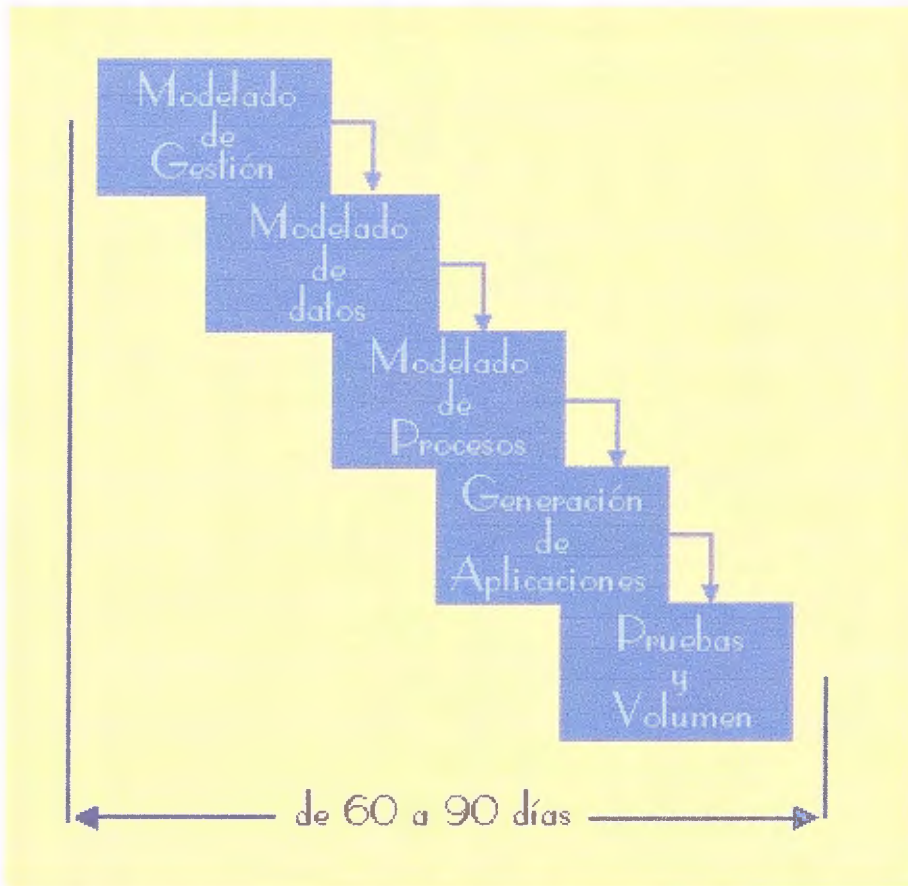 Modelado
de
Gestión
Modelado
de
datos
Modelado
de
Procesos
Generación
de
Aplicaciones
Pruebas
y
Volumen
de 60 a 90 días